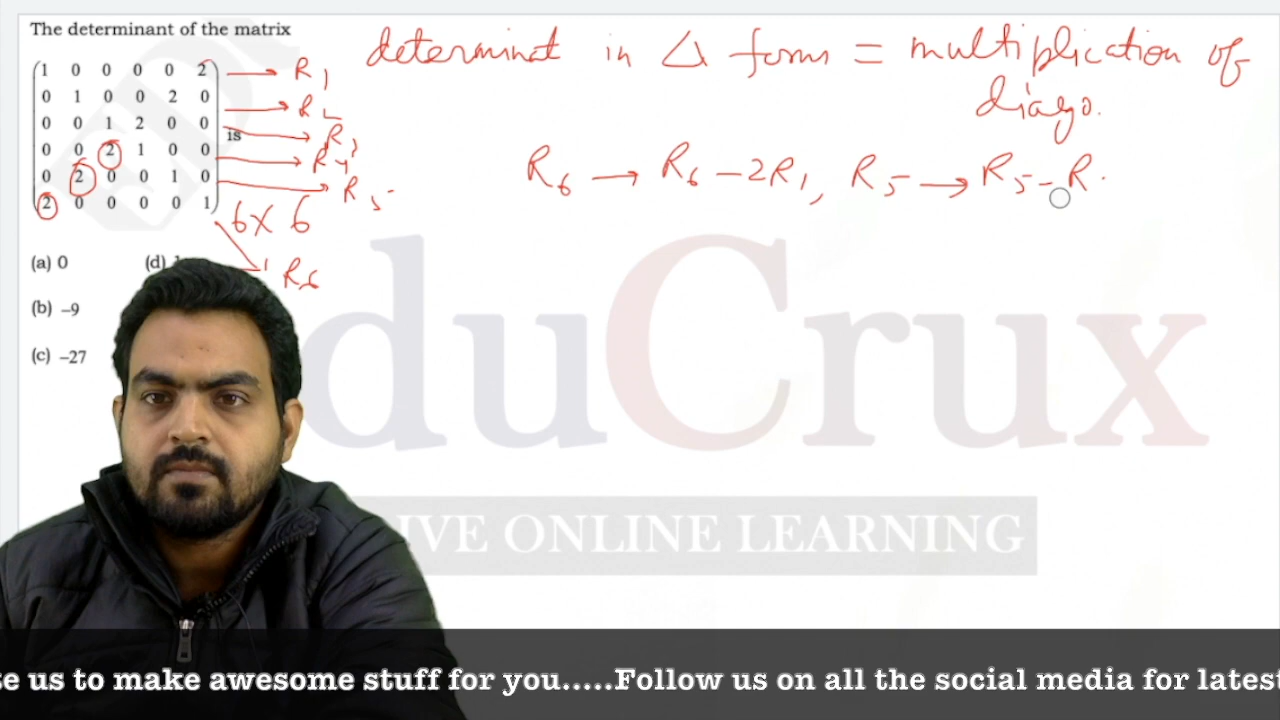 The determinant of the matrix
1 0 0 0 0 2 → R1
0 1 0 0 2 0 → R2
0 0 1 2 0 0 → R3
is
0 0 2 1 0 0 → R4
0 2 0 0 1 0 → R5
2 0 0 0 0 1
6 × 6
R6
(a) 0 (d)
(b) –9
(c) –27
determinat in △ form = multiplication of
diago.
R6 → R6 – 2R1, R5 → R5 – R
duCrux
IVE ONLINE LEARNING
se us to make awesome stuff for you.....Follow us on all the social media for latest